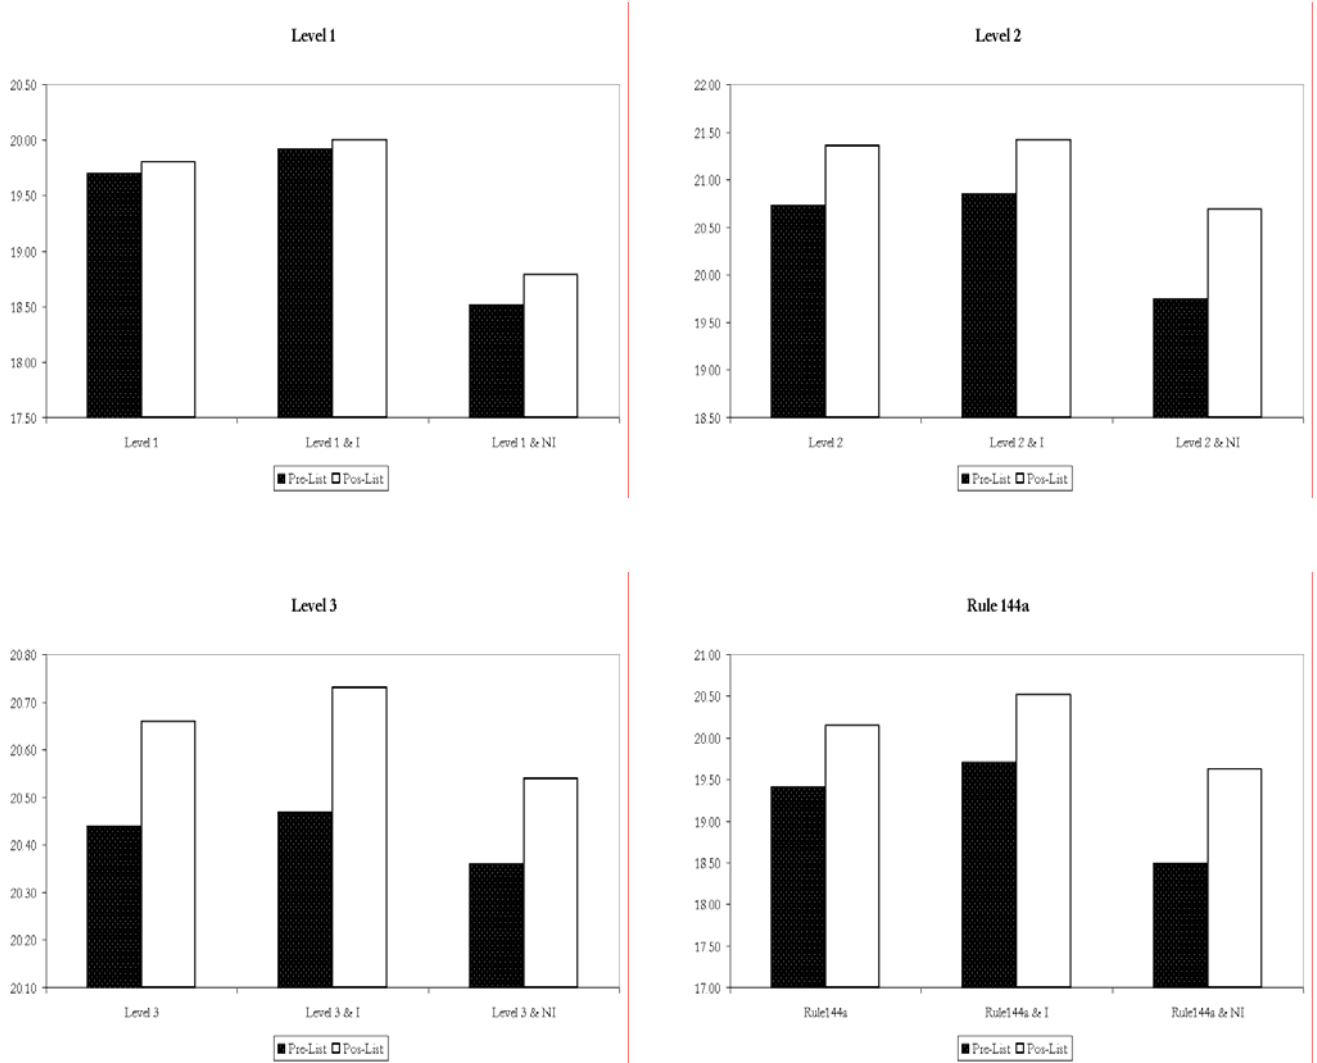 Level 1
20.50
20.00
19.50
19.00
18.50
18.00
17.50
Level 1 Level 1 & I Level 1 & NI
Pre-List Pos-List
Level 2
22.00
21.50
21.00
20.50
20.00
19.50
19.00
18.50
Level 2 Level 2 & I Level 2 & NI
Pre-List Pos-List
Level 3
20.80
20.70
20.60
20.50
20.40
20.30
20.20
20.10
Level 3 Level 3 & I Level 3 & NI
Pre-List Pos-List
Rule 144a
21.00
20.50
20.00
19.50
19.00
18.50
18.00
17.50
17.00
Rule144a Rule144a & I Rule144a & NI
Pre-List Pos-List